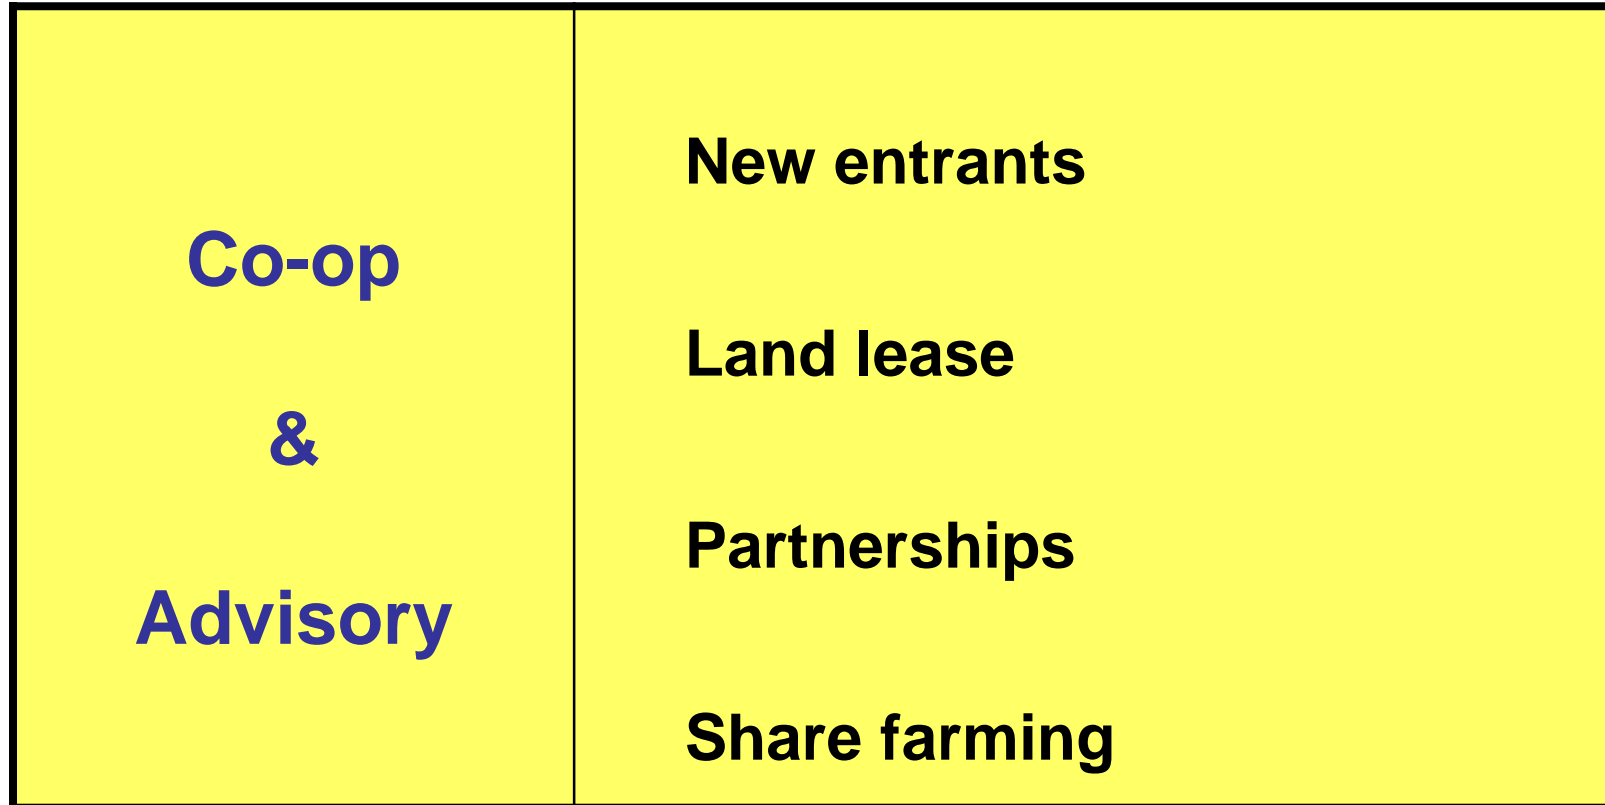 Co-op
&
Advisory
New entrants
Land lease
Partnerships
Share farming